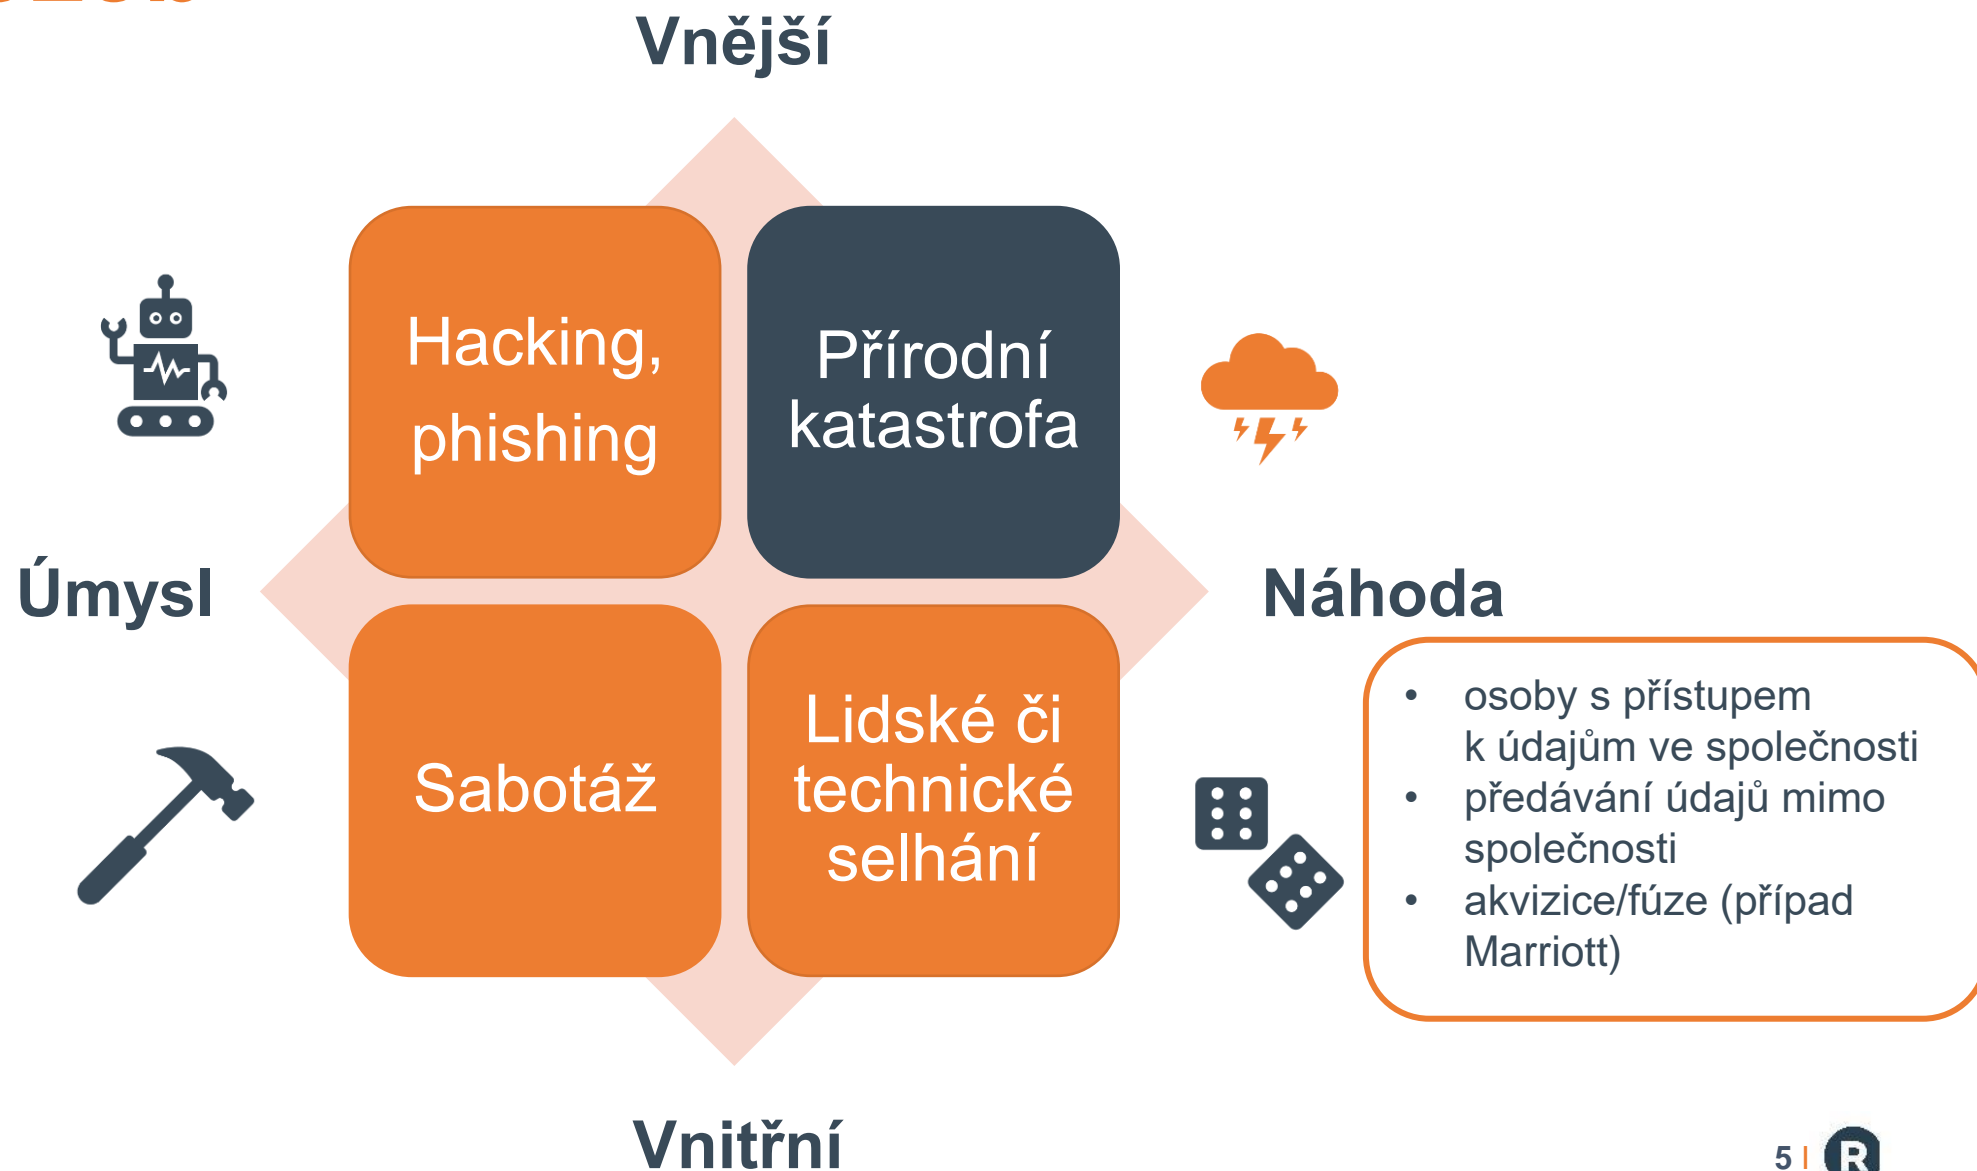 Vnější
Hacking,
phishing
Přírodní
katastrofa
Úmysl
Náhoda
Sabotáž
Lidské či
technické
selhání
• osoby s přístupem
k údajům ve společnosti
• předávání údajů mimo
společnosti
• akvizice/fúze (případ
Marriott)
Vnitřní
5 | R